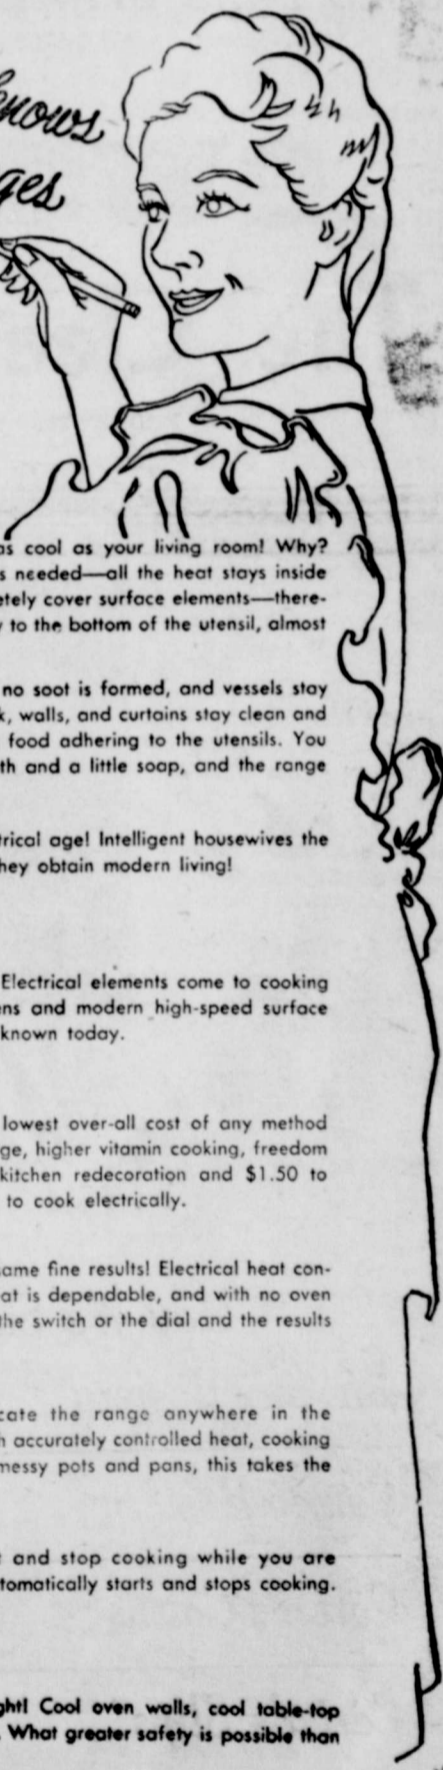 knows
ges
as cool as your living room! Why?
s needed—all the heat stays inside
etely cover surface elements—there-
y to the bottom of the utensil, almost
no soot is formed, and vessels stay
k, walls, and curtains stay clean and
food adhering to the utensils. You
th and a little soap, and the range
trical age! Intelligent housewives the
hey obtain modern living!
Electrical elements come to cooking
ens and modern high-speed surface
known today.
lowest over-all cost of any method
ge, higher vitamin cooking, freedom
kitchen redecoration and $1.50 to
to cook electrically.
ame fine results! Electrical heat con-
at is dependable, and with no oven
the switch or the dial and the results
cate the range anywhere in the
h accurately controlled heat, cooking
messy pots and pans, this takes the
t and stop cooking while you are
tomatically starts and stops cooking.
ght! Cool oven walls, cool table-top
. What greater safety is possible than